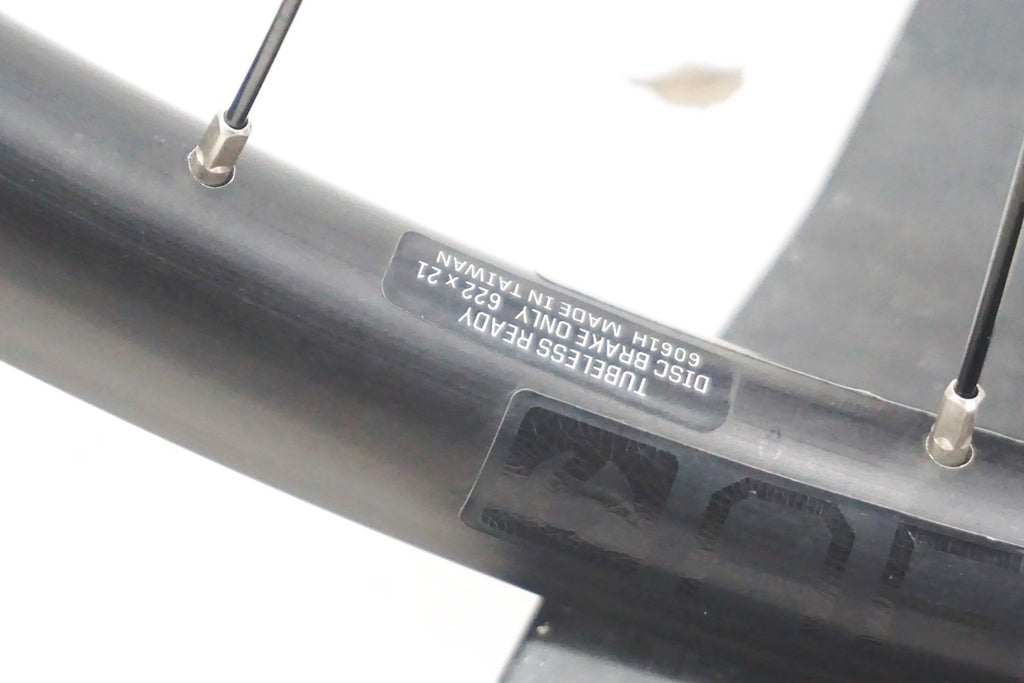 TUBELESS READY
DISC BRAKE ONLY 622 x 21
6061H MADE IN TAIWAN